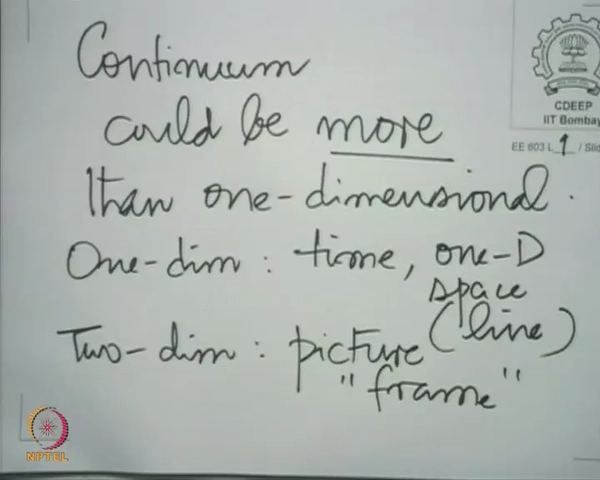 CDEEP
IIT Bombay
EE 603 L 1 / Slid
Continuum
could be more
than one-dimensional.
One-dim : time, one-D
space
(line)
Two-dim : picture
"frame"
NPTEL